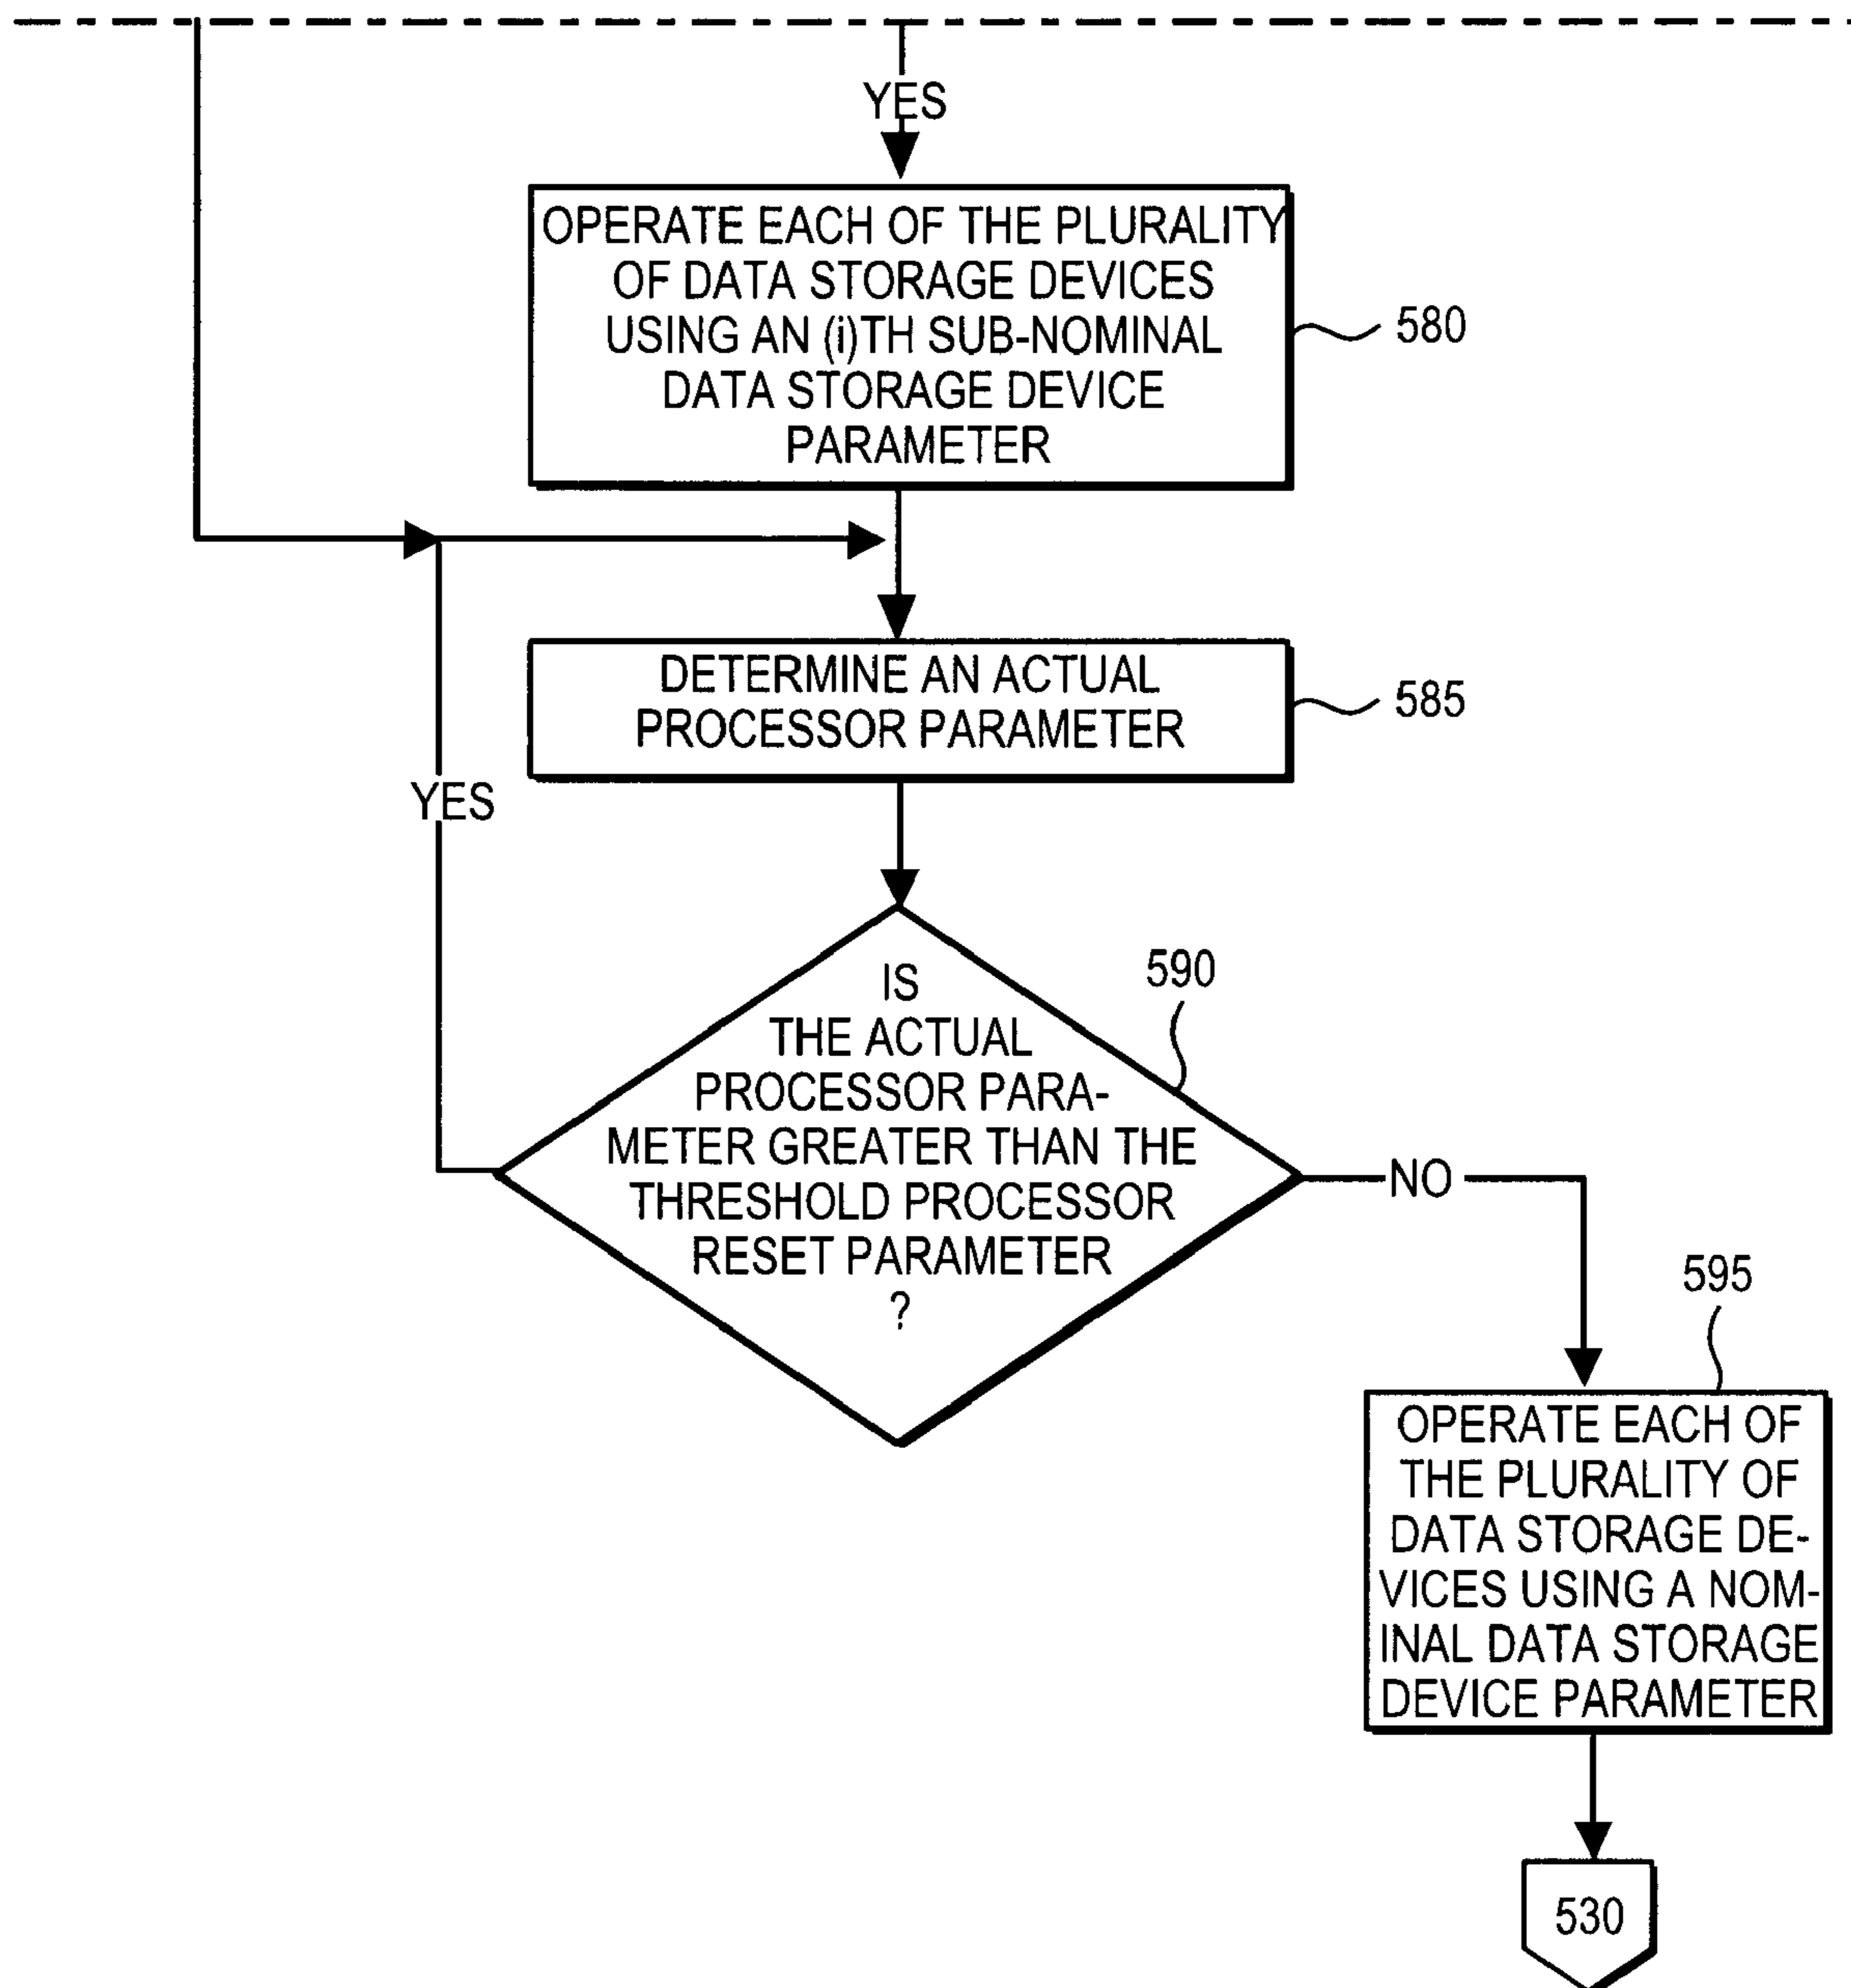 YES
OPERATE EACH OF THE PLURALITY
OF DATA STORAGE DEVICES
USING AN (i)TH SUB-NOMINAL
DATA STORAGE DEVICE
PARAMETER
580
DETERMINE AN ACTUAL
PROCESSOR PARAMETER
585
YES
IS
THE ACTUAL
PROCESSOR PARA-
METER GREATER THAN THE
THRESHOLD PROCESSOR
RESET PARAMETER
?
590
NO
595
OPERATE EACH OF
THE PLURALITY OF
DATA STORAGE DE-
VICES USING A NOM-
INAL DATA STORAGE
DEVICE PARAMETER
530